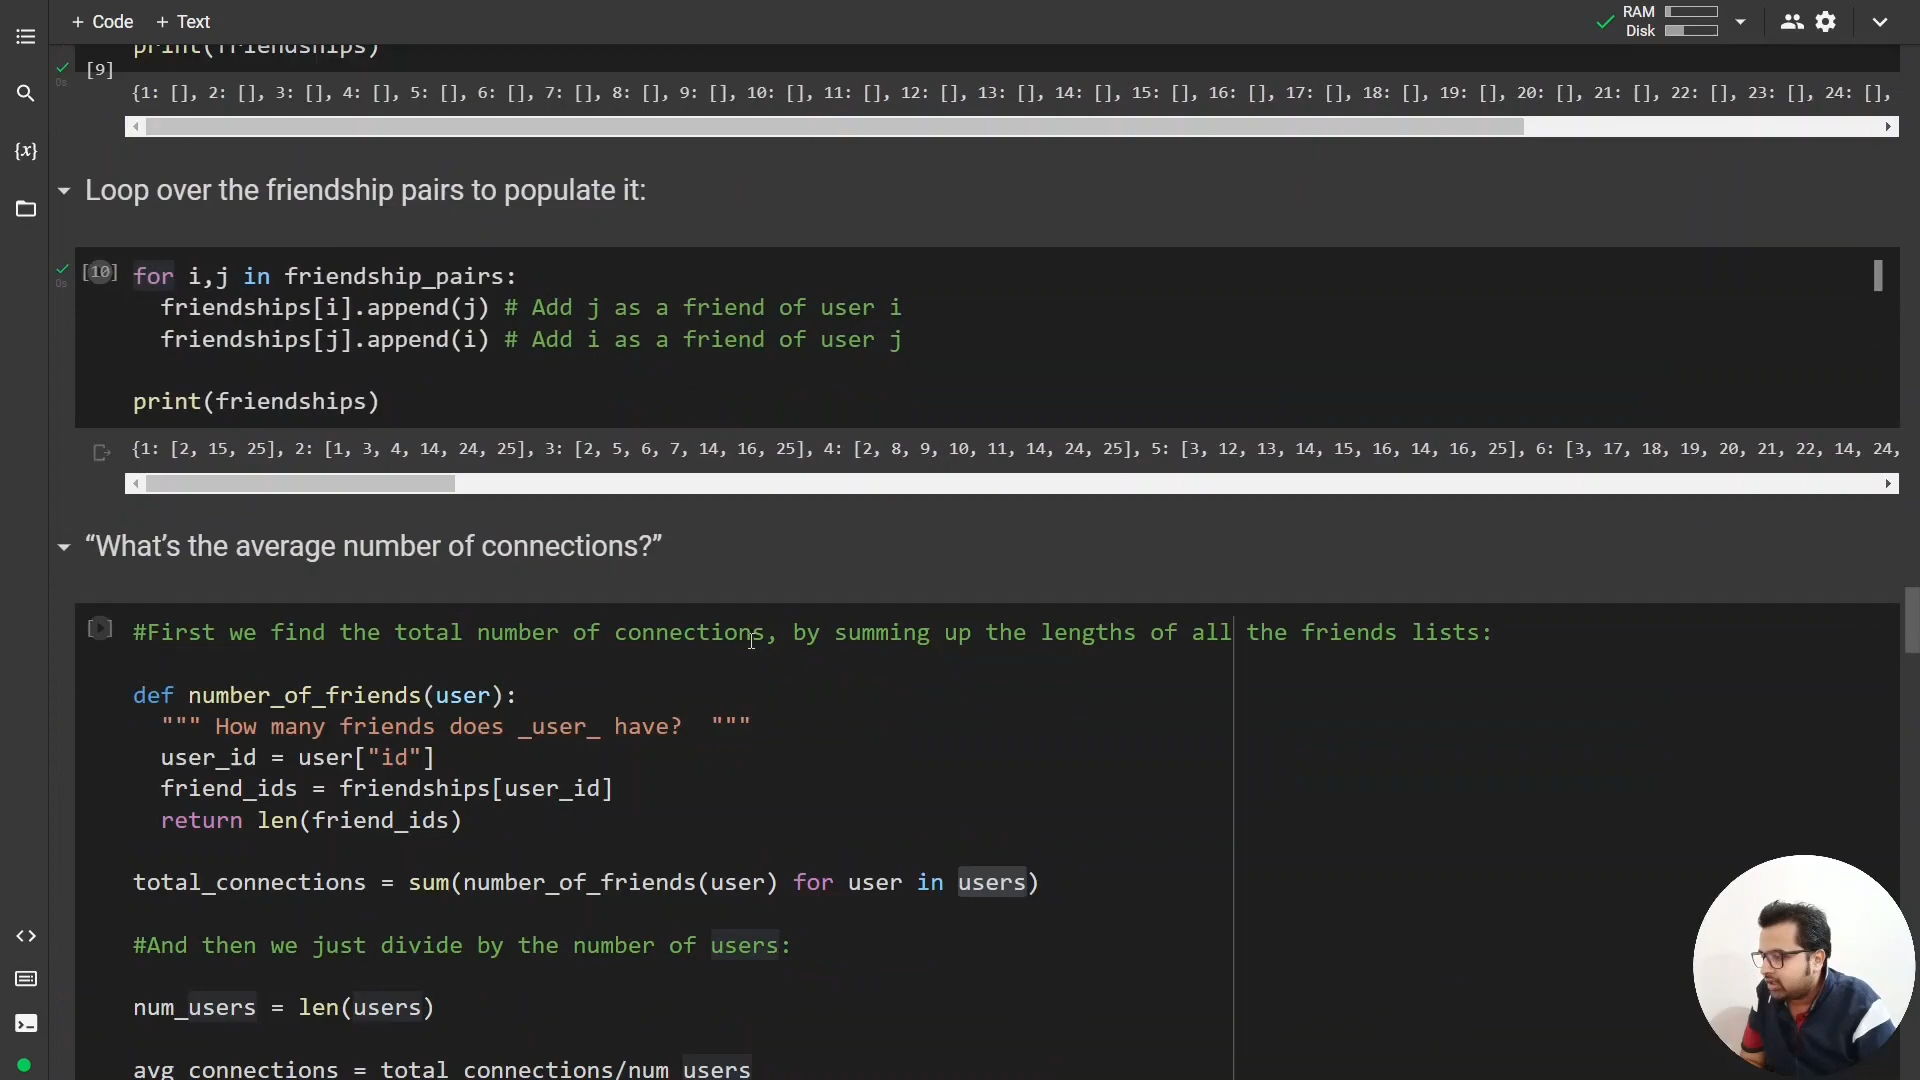 + Code + Text
RAM
Disk
print(friendships)
[9]
0s
{1: [], 2: [], 3: [], 4: [], 5: [], 6: [], 7: [], 8: [], 9: [], 10: [], 11: [], 12: [], 13: [], 14: [], 15: [], 16: [], 17: [], 18: [], 19: [], 20: [], 21: [], 22: [], 23: [], 24: [],
{x}
Loop over the friendship pairs to populate it:
[10] for i,j in friendship_pairs:
0s
friendships[i].append(j) # Add j as a friend of user i
friendships[j].append(i) # Add i as a friend of user j
print(friendships)
{1: [2, 15, 25], 2: [1, 3, 4, 14, 24, 25], 3: [2, 5, 6, 7, 14, 16, 25], 4: [2, 8, 9, 10, 11, 14, 24, 25], 5: [3, 12, 13, 14, 15, 16, 14, 16, 25], 6: [3, 17, 18, 19, 20, 21, 22, 14, 24,
“What’s the average number of connections?”
#First we find the total number of connections, by summing up the lengths of all the friends lists:
def number_of_friends(user):
""" How many friends does _user_ have?  """
user_id = user["id"]
friend_ids = friendships[user_id]
return len(friend_ids)
total_connections = sum(number_of_friends(user) for user in users)
#And then we just divide by the number of users:
num_users = len(users)
avg_connections = total_connections/num_users